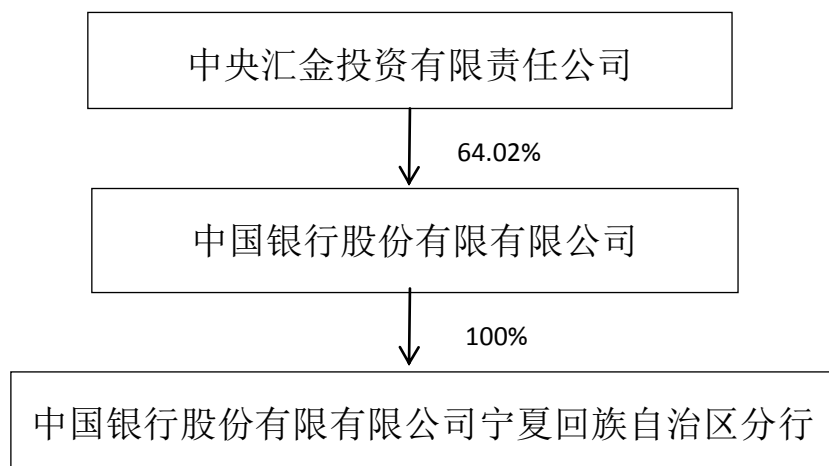 中央汇金投资有限责任公司
64.02%
中国银行股份有限有限公司
100%
中国银行股份有限有限公司宁夏回族自治区分行